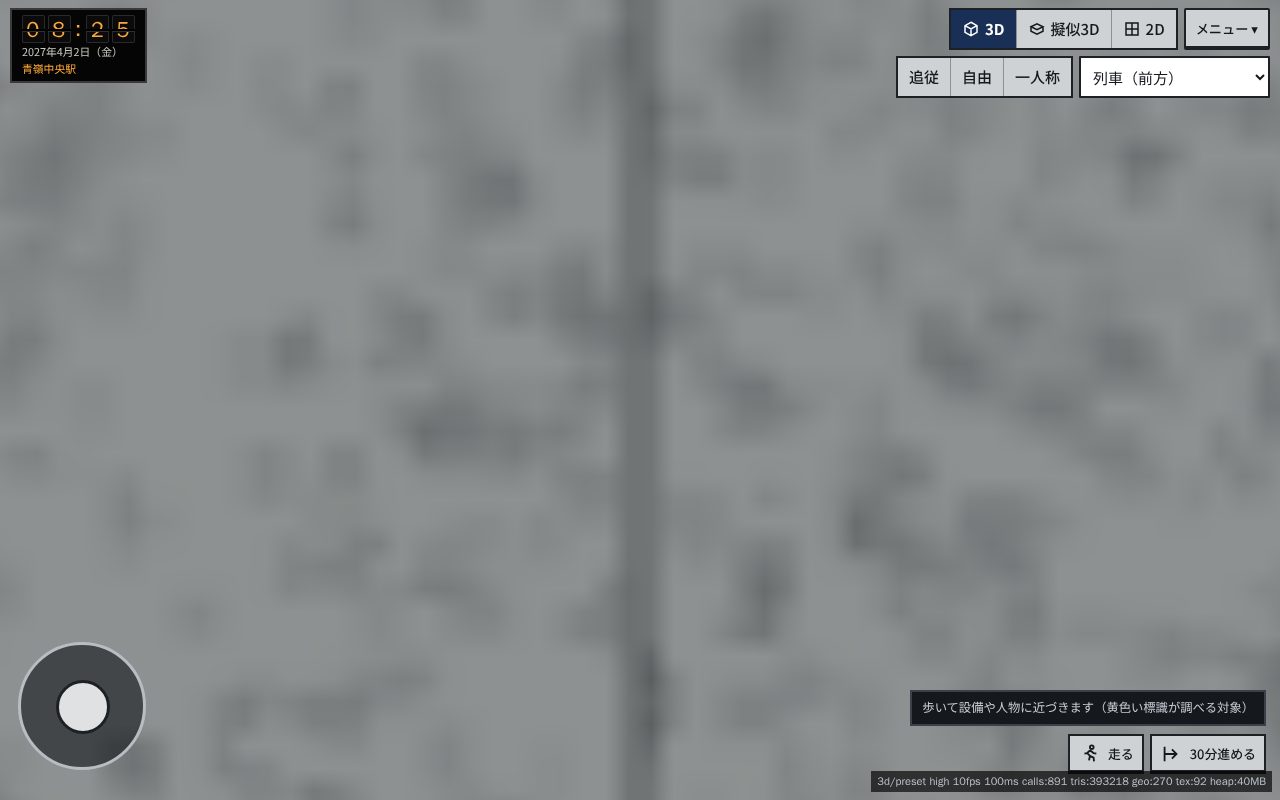 08:25
2027年4月2日（金）
青嶺中央駅
3D 擬似3D 2D メニュー▾
追従 自由 一人称 列車（前方）
歩いて設備や人物に近づきます（黄色い標識が調べる対象）
走る 30分進める
3d/preset high 10fps 100ms calls:891 tris:393218 geo:270 tex:92 heap:40MB